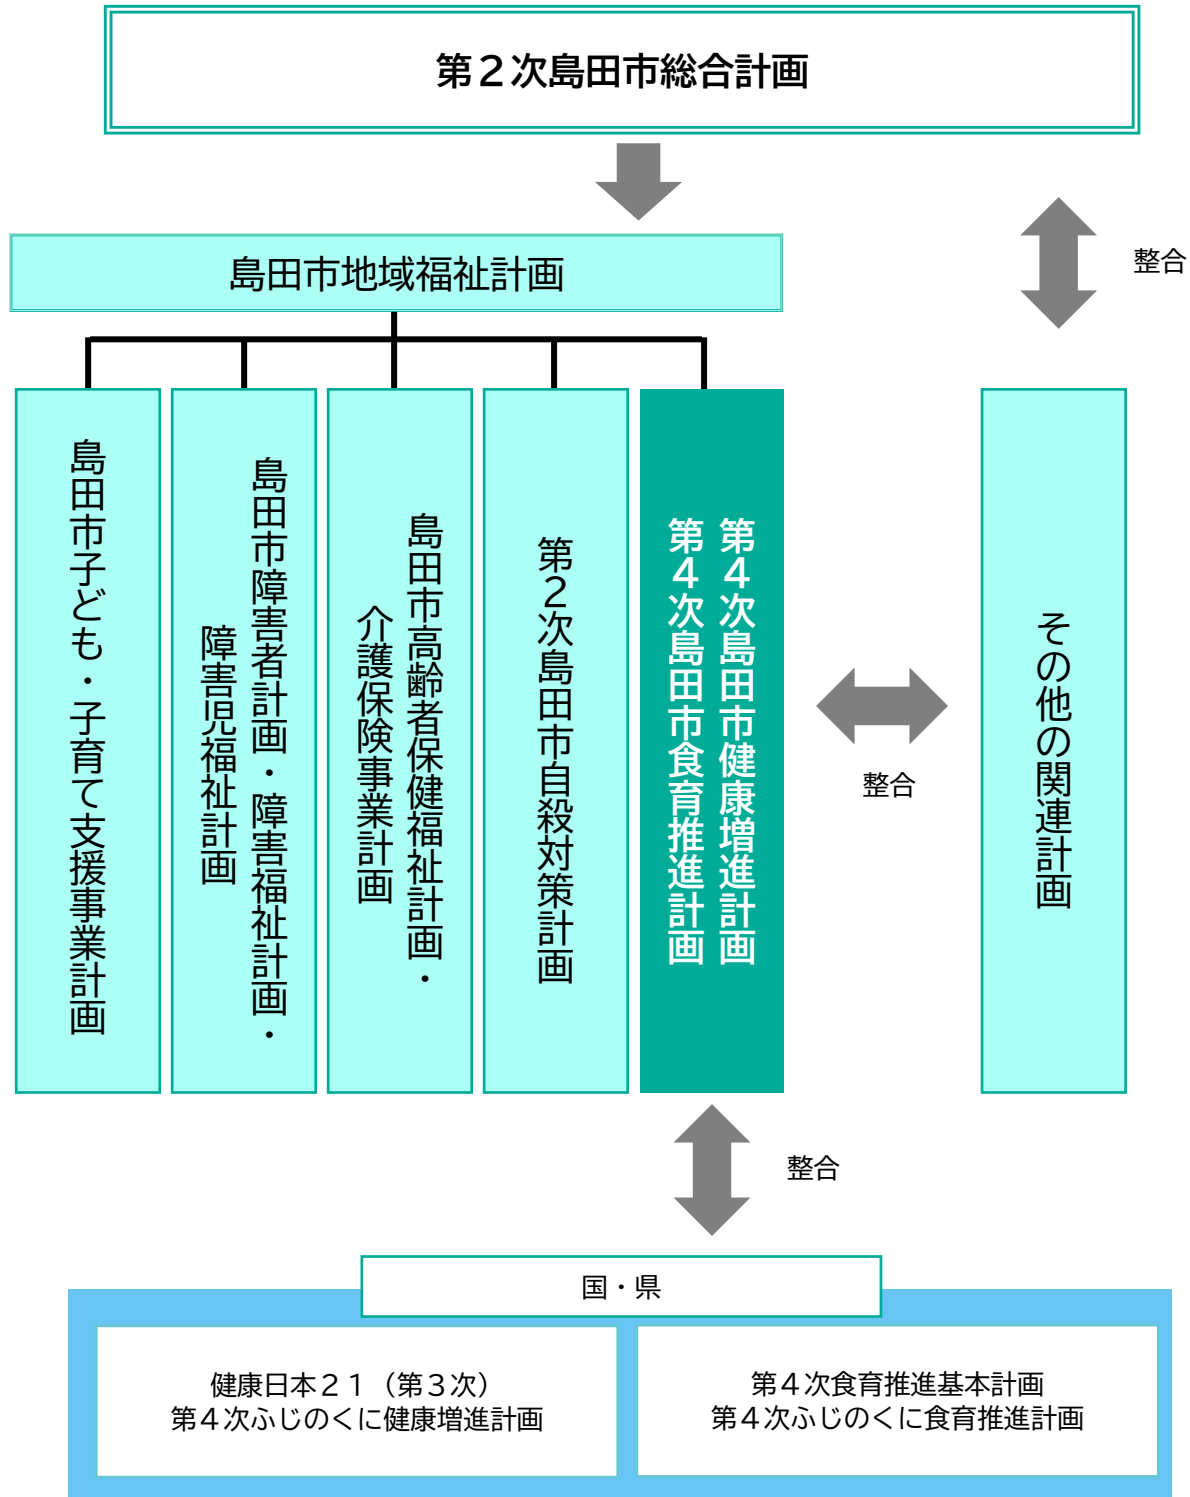 第２次島田市総合計画
整合
島田市地域福祉計画
島田市子ども・子育て支援事業計画
島田市障害者計画・障害福祉計画・
障害児福祉計画
島田市高齢者保健福祉計画・
介護保険事業計画
第２次島田市自殺対策計画
第４次島田市健康増進計画
第４次島田市食育推進計画
整合
その他の関連計画
整合
国・県
健康日本２１（第３次）
第４次ふじのくに健康増進計画
第４次食育推進基本計画
第４次ふじのくに食育推進計画